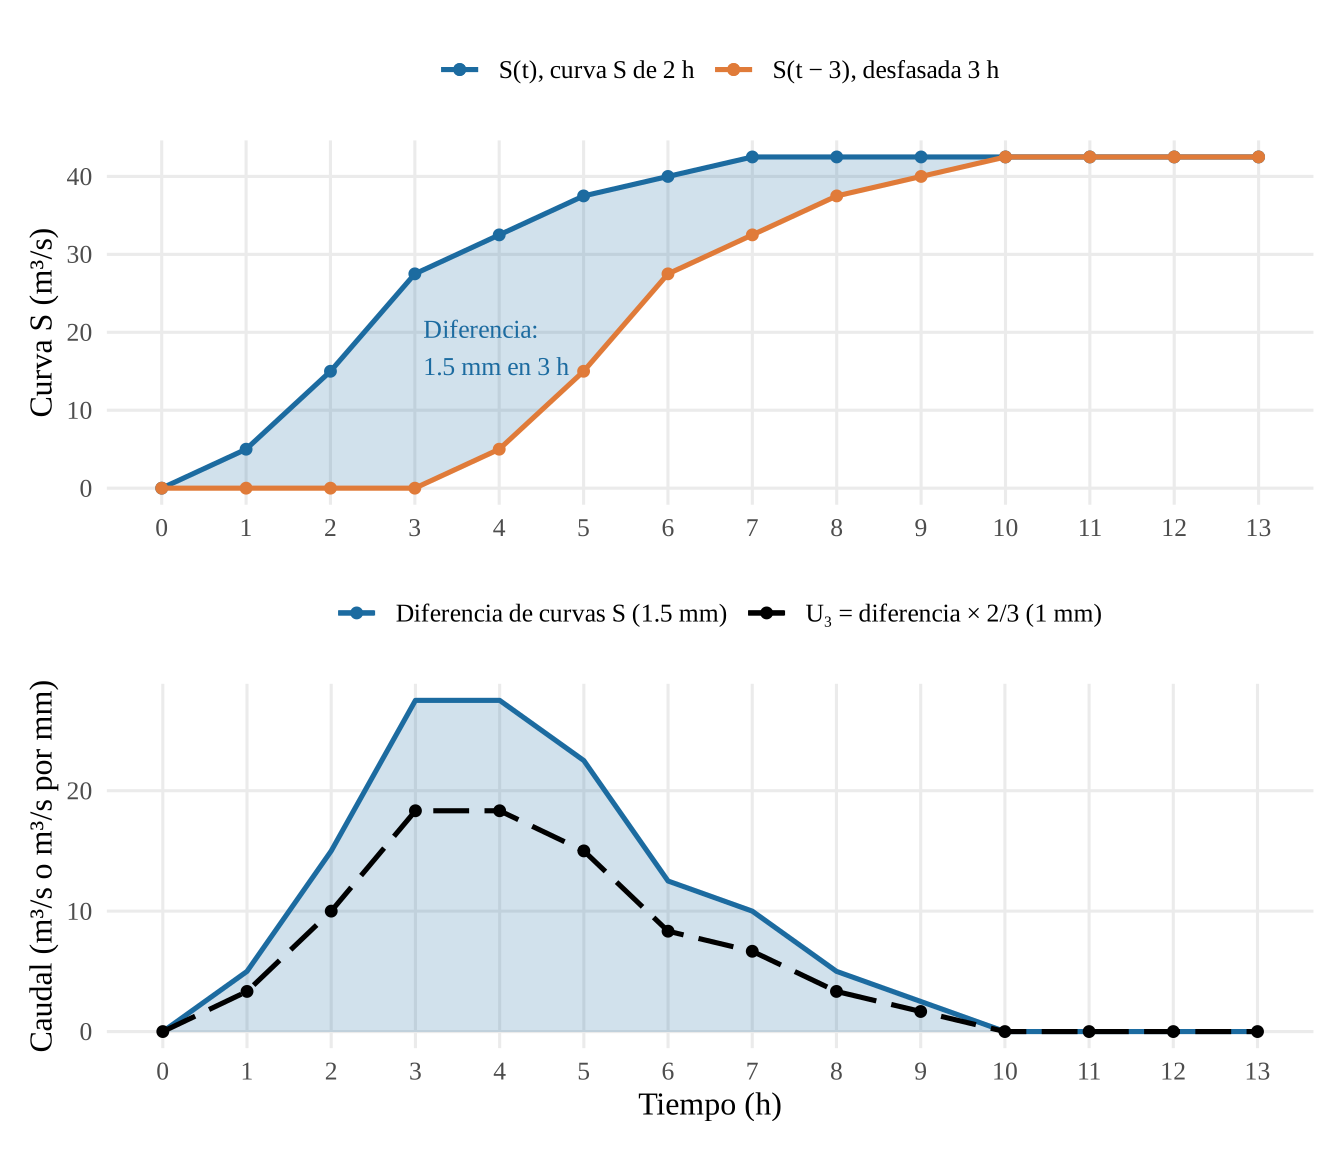 S(t), curva S de 2 h S(t − 3), desfasada 3 h
Curva S (m³/s)
40
30
20
10
0
Diferencia:
1.5 mm en 3 h
0 1 2 3 4 5 6 7 8 9 10 11 12 13
Diferencia de curvas S (1.5 mm) U₃ = diferencia × 2/3 (1 mm)
Caudal (m³/s o m³/s por mm)
20
10
0
0 1 2 3 4 5 6 7 8 9 10 11 12 13
Tiempo (h)